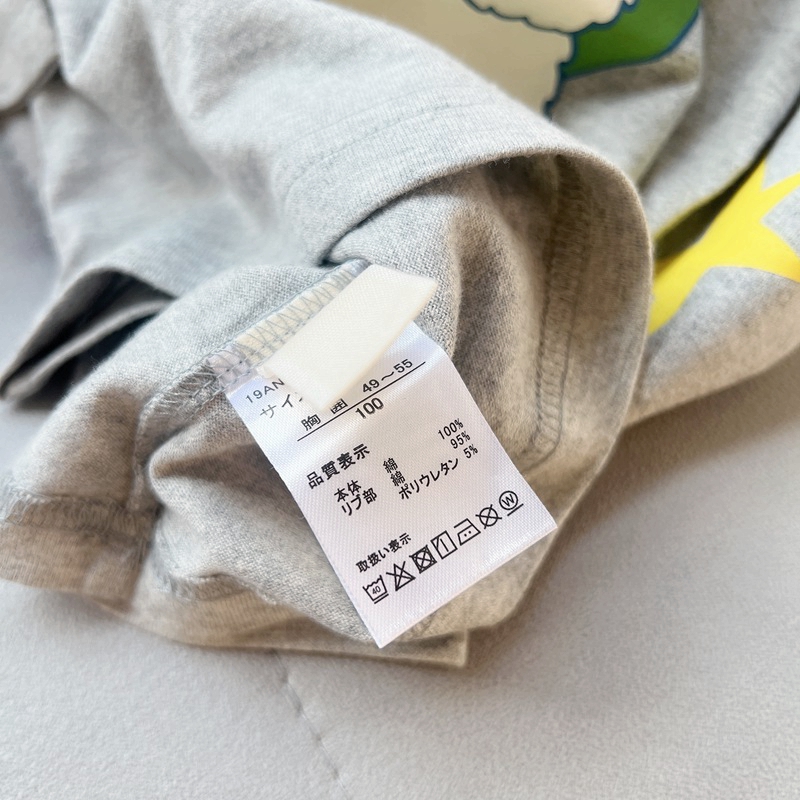 19AN
サイ
胸 囲 49～55
100
品質表示
本体 綿 100%
リブ部 綿 95%
ポリウレタン 5%
取扱い表示
40 W